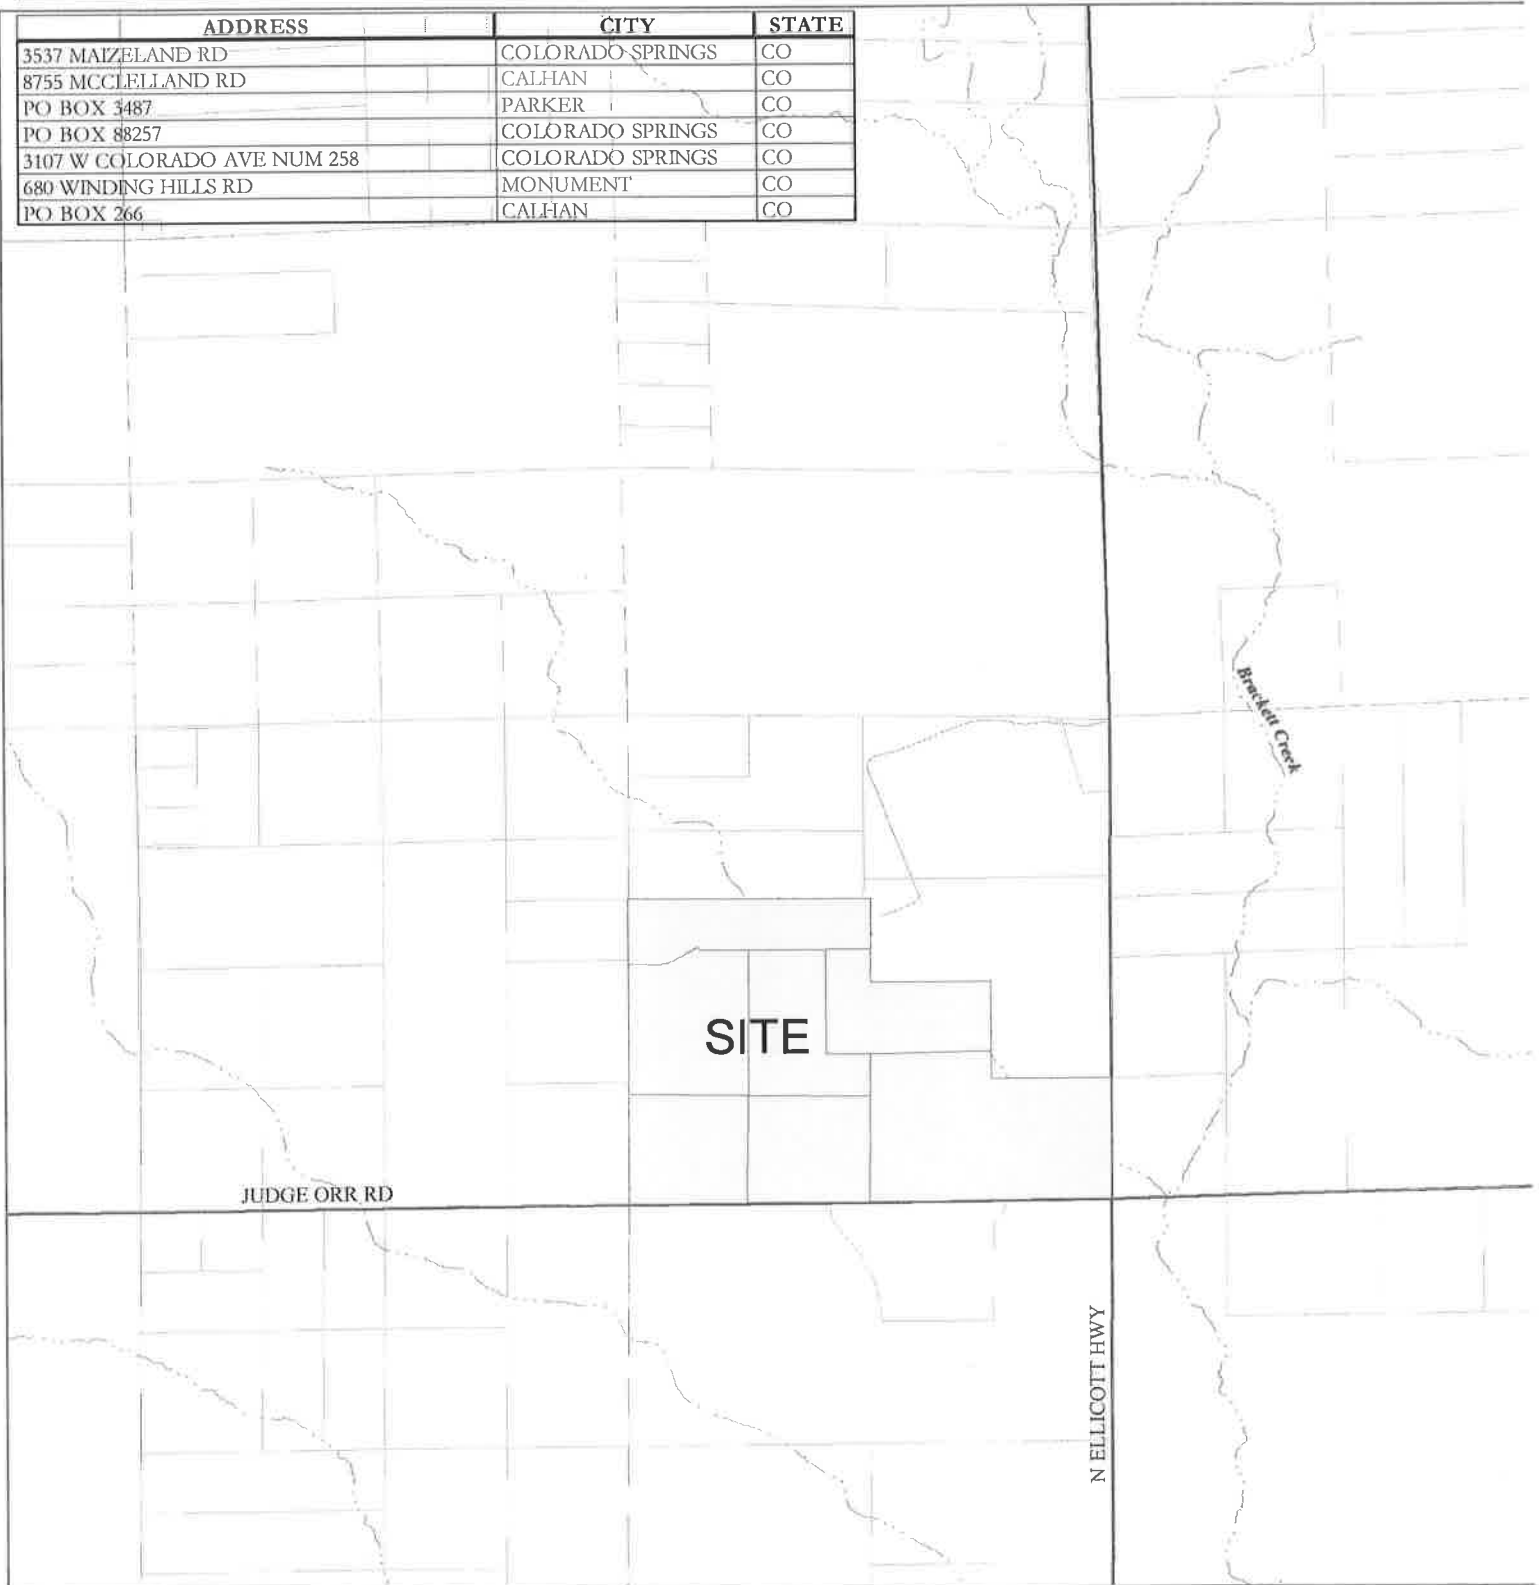 ADDRESS CITY STATE
3537 MAIZELAND RD COLORADO SPRINGS CO
8755 MCCLELLAND RD CALHAN CO
PO BOX 3487 PARKER CO
PO BOX 88257 COLORADO SPRINGS CO
3107 W COLORADO AVE NUM 258 COLORADO SPRINGS CO
680 WINDING HILLS RD MONUMENT CO
PO BOX 266 CALHAN CO
Brackett Creek
SITE
JUDGE ORR RD
N ELLICOTT HWY